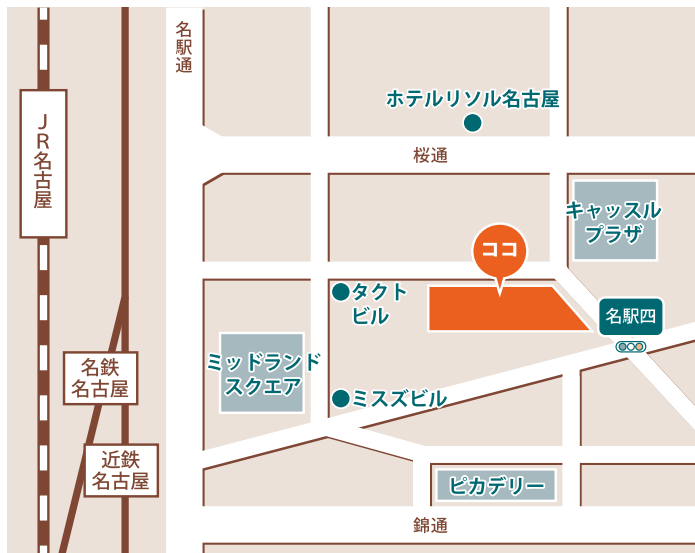 名駅通
ホテルリソル名古屋
JR名古屋
桜通
キャッスル
プラザ
ココ
タクト
ビル
名駅四
ミッドランド
スクエア
名鉄
名古屋
ミスズビル
近鉄
名古屋
ピカデリー
錦通